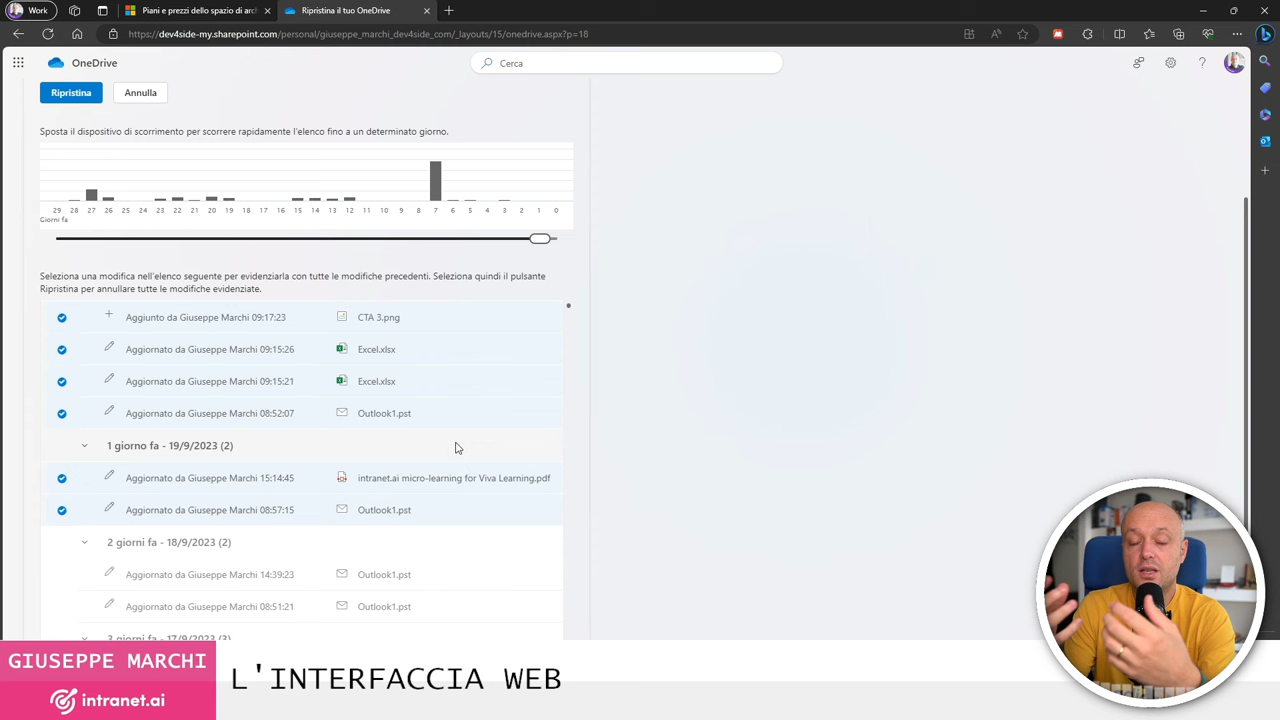 Work
Piani e prezzi dello spazio di arc
Ripristina il tuo OneDrive
https://dev4side-my.sharepoint.com/personal/giuseppe_marchi_dev4side_com/_layouts/15/onedrive.aspx?p=18
OneDrive
Cerca
Ripristina
Annulla
Sposta il dispositivo di scorrimento per scorrere rapidamente l'elenco fino a un determinato giorno.
29 28 27 26 25 24 23 22 21 20 19 18 17 16 15 14 13 12 11 10 9 8 7 6 5 4 3 2 1 0
Giorni fa
Seleziona una modifica nell'elenco seguente per evidenziarla con tutte le modifiche precedenti. Seleziona quindi il pulsante
Ripristina per annullare tutte le modifiche evidenziate.
Aggiunto da Giuseppe Marchi 09:17:23 CTA 3.png
Aggiornato da Giuseppe Marchi 09:15:26 Excel.xlsx
Aggiornato da Giuseppe Marchi 09:15:21 Excel.xlsx
Aggiornato da Giuseppe Marchi 08:52:07 Outlook1.pst
1 giorno fa - 19/9/2023 (2)
Aggiornato da Giuseppe Marchi 15:14:45 intranet.ai micro-learning for Viva Learning.pdf
Aggiornato da Giuseppe Marchi 08:57:15 Outlook1.pst
2 giorni fa - 18/9/2023 (2)
Aggiornato da Giuseppe Marchi 14:39:23 Outlook1.pst
Aggiornato da Giuseppe Marchi 08:51:21 Outlook1.pst
3 giorni fa - 17/9/2023 (3)
GIUSEPPE MARCHI
intranet.ai
L'INTERFACCIA WEB